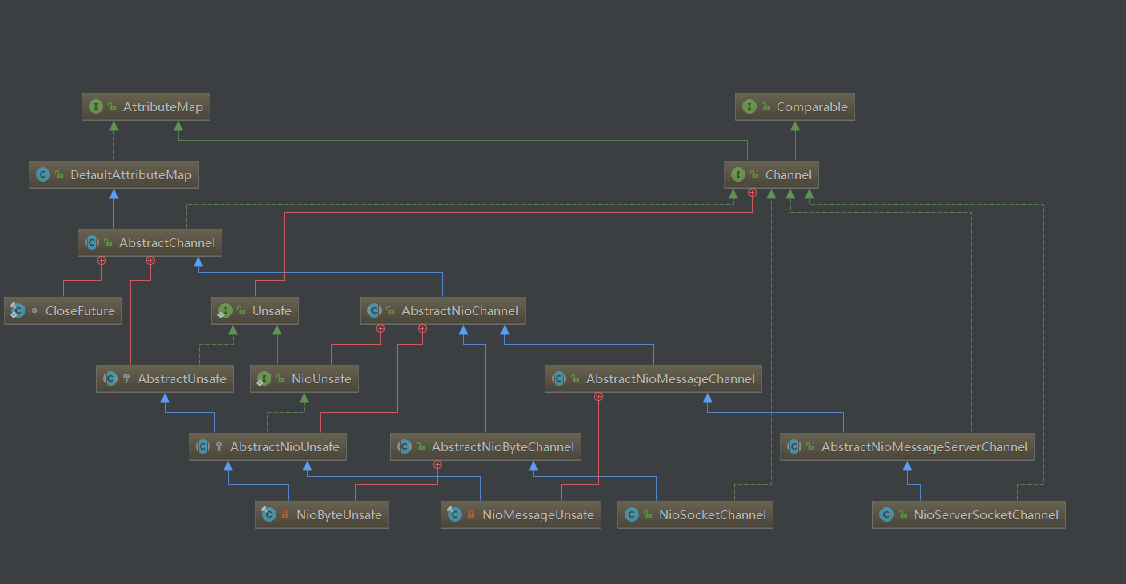 AttributeMap
Comparable
DefaultAttributeMap
Channel
AbstractChannel
CloseFuture
Unsafe
AbstractNioChannel
AbstractUnsafe
NioUnsafe
AbstractNioMessageChannel
AbstractNioUnsafe
AbstractNioByteChannel
AbstractNioMessageServerChannel
NioByteUnsafe
NioMessageUnsafe
NioSocketChannel
NioServerSocketChannel